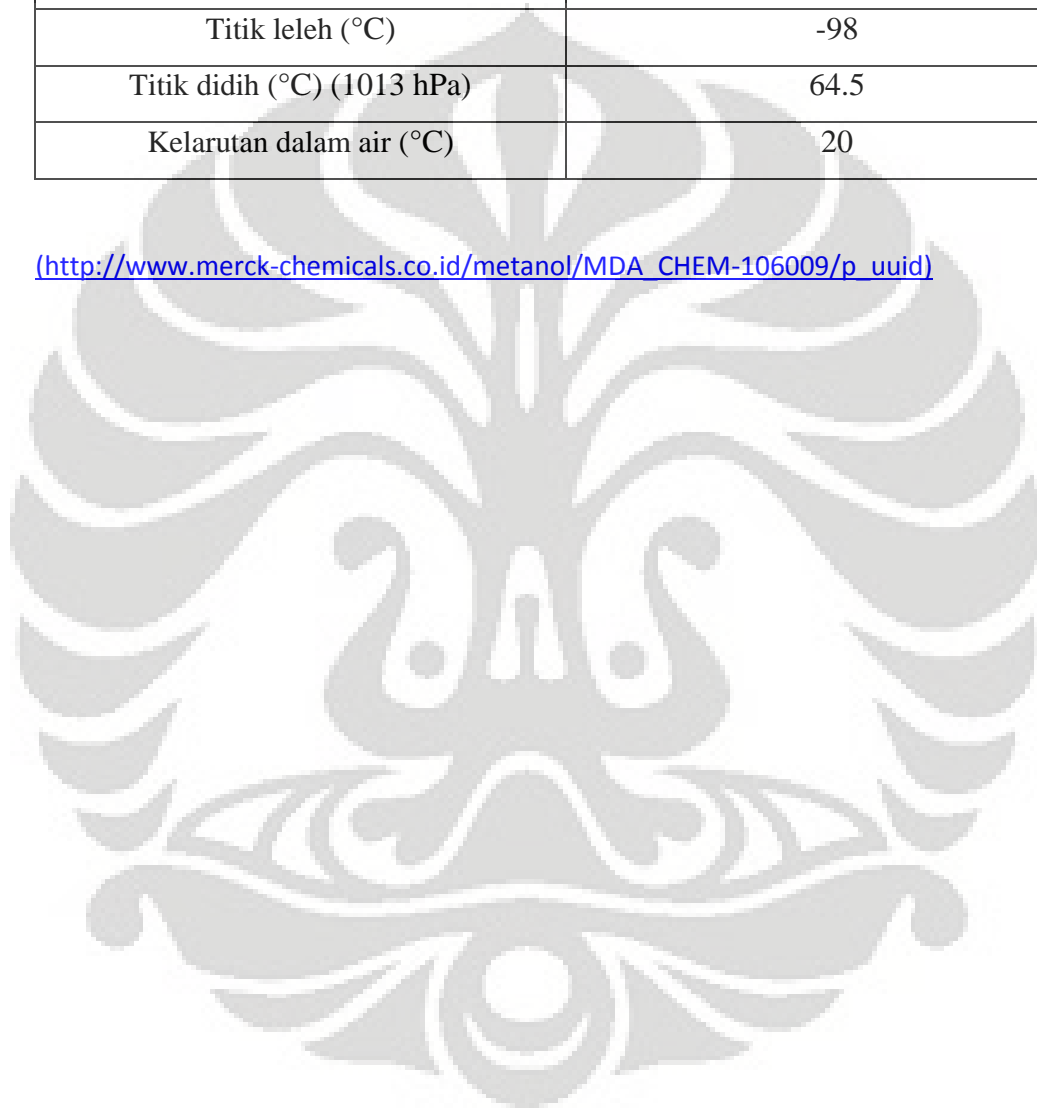 Titik leleh (°C) -98
Titik didih (°C) (1013 hPa) 64.5
Kelarutan dalam air (°C) 20
(http://www.merck-chemicals.co.id/metanol/MDA_CHEM-106009/p_uuid)